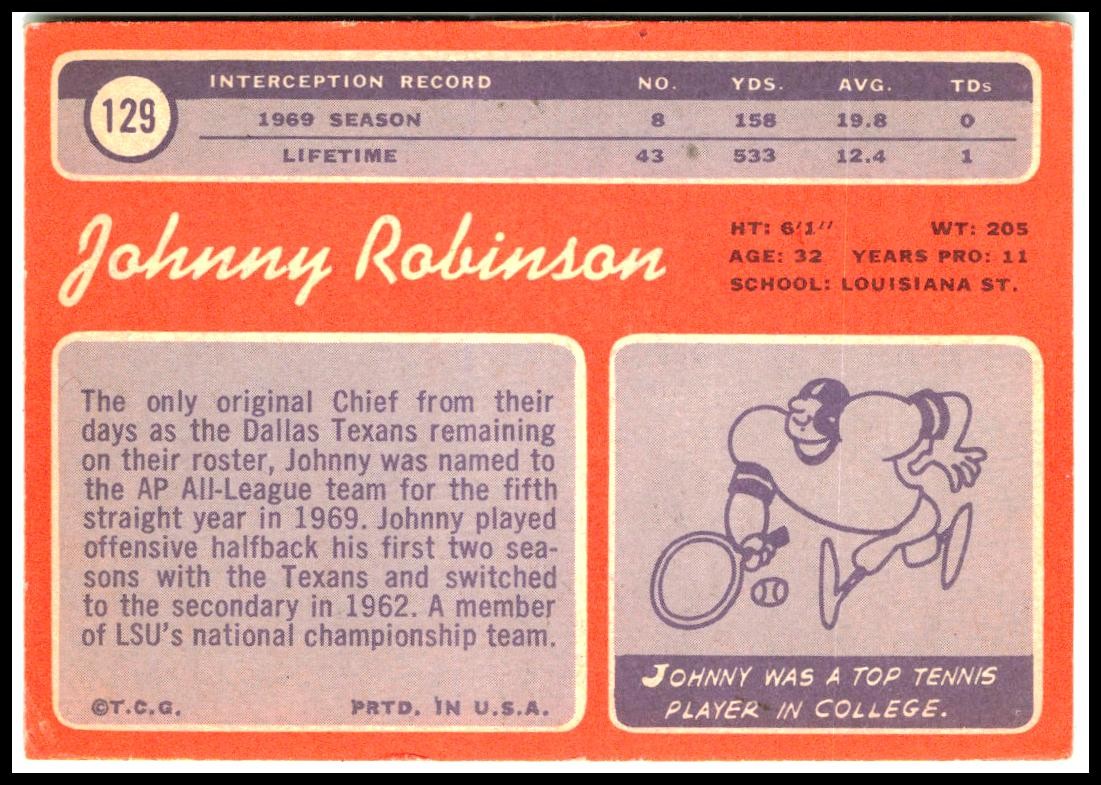 129
INTERCEPTION RECORD NO. YDS. AVG. TDs
1969 SEASON 8 158 19.8 0
LIFETIME 43 533 12.4 1
Johnny Robinson
HT: 6'1" WT: 205
AGE: 32 YEARS PRO: 11
SCHOOL: LOUISIANA ST.
The only original Chief from their
days as the Dallas Texans remaining
on their roster, Johnny was named to
the AP All-League team for the fifth
straight year in 1969. Johnny played
offensive halfback his first two sea-
sons with the Texans and switched
to the secondary in 1962. A member
of LSU's national championship team.
©T.C.G. PRTD. IN U.S.A.
JOHNNY WAS A TOP TENNIS
PLAYER IN COLLEGE.